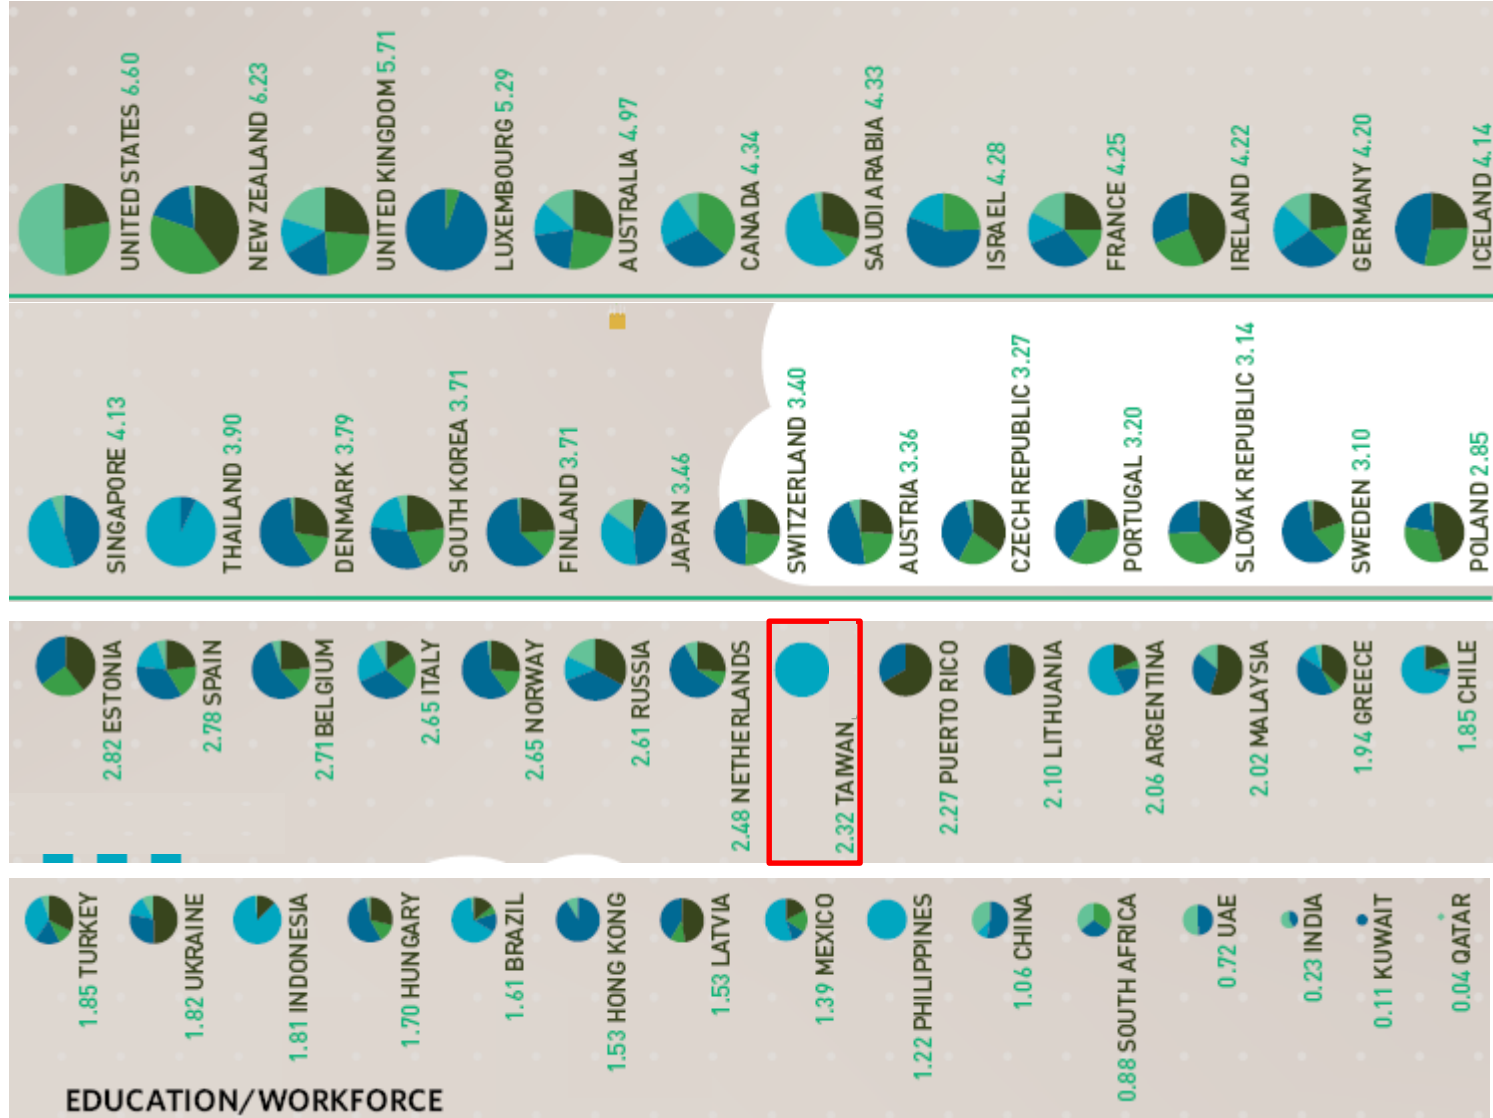 UNITED STATES 6.60
NEW ZEALAND 6.23
UNITED KINGDOM 5.71
LUXEMBOURG 5.29
AUSTRALIA 4.97
CANADA 4.34
SAUDI ARABIA 4.33
ISRAEL 4.28
FRANCE 4.25
IRELAND 4.22
GERMANY 4.20
ICELAND 4.14
SINGAPORE 4.13
THAILAND 3.90
DENMARK 3.79
SOUTH KOREA 3.71
FINLAND 3.71
JAPAN 3.46
SWITZERLAND 3.40
AUSTRIA 3.36
CZECH REPUBLIC 3.27
PORTUGAL 3.20
SLOVAK REPUBLIC 3.14
SWEDEN 3.10
POLAND 2.85
2.82 ESTONIA
2.78 SPAIN
2.71 BELGIUM
2.65 ITALY
2.65 NORWAY
2.61 RUSSIA
2.48 NETHERLANDS
2.32 TAIWAN
2.27 PUERTO RICO
2.10 LITHUANIA
2.06 ARGENTINA
2.02 MALAYSIA
1.94 GREECE
1.85 CHILE
1.85 TURKEY
1.82 UKRAINE
1.81 INDONESIA
1.70 HUNGARY
1.61 BRAZIL
1.53 HONG KONG
1.53 LATVIA
1.39 MEXICO
1.22 PHILIPPINES
1.06 CHINA
0.88 SOUTH AFRICA
0.72 UAE
0.23 INDIA
0.11 KUWAIT
0.04 QATAR
EDUCATION/WORKFORCE